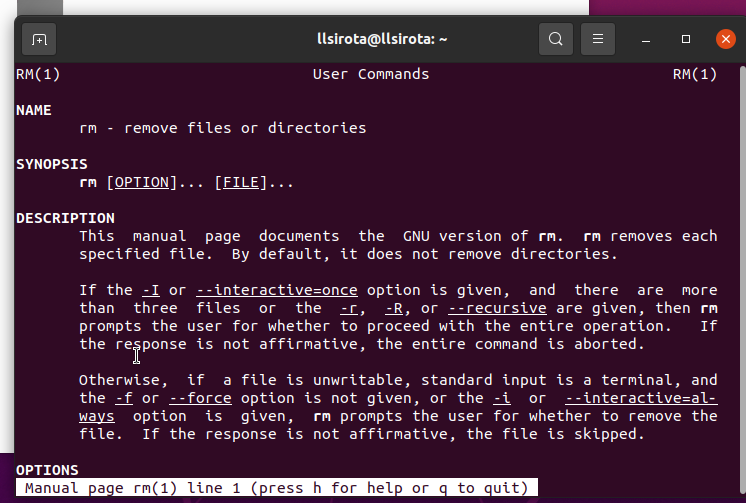 llsirota@llsirota: ~
RM(1) User Commands RM(1)
NAME
rm - remove files or directories
SYNOPSIS
rm [OPTION]... [FILE]...
DESCRIPTION
This manual page documents the GNU version of rm. rm removes each
specified file. By default, it does not remove directories.
If the -I or --interactive=once option is given, and there are more
than three files or the -r, -R, or --recursive are given, then rm
prompts the user for whether to proceed with the entire operation. If
the response is not affirmative, the entire command is aborted.
Otherwise, if a file is unwritable, standard input is a terminal, and
the -f or --force option is not given, or the -i or --interactive=al-
ways option is given, rm prompts the user for whether to remove the
file. If the response is not affirmative, the file is skipped.
OPTIONS
Manual page rm(1) line 1 (press h for help or q to quit)